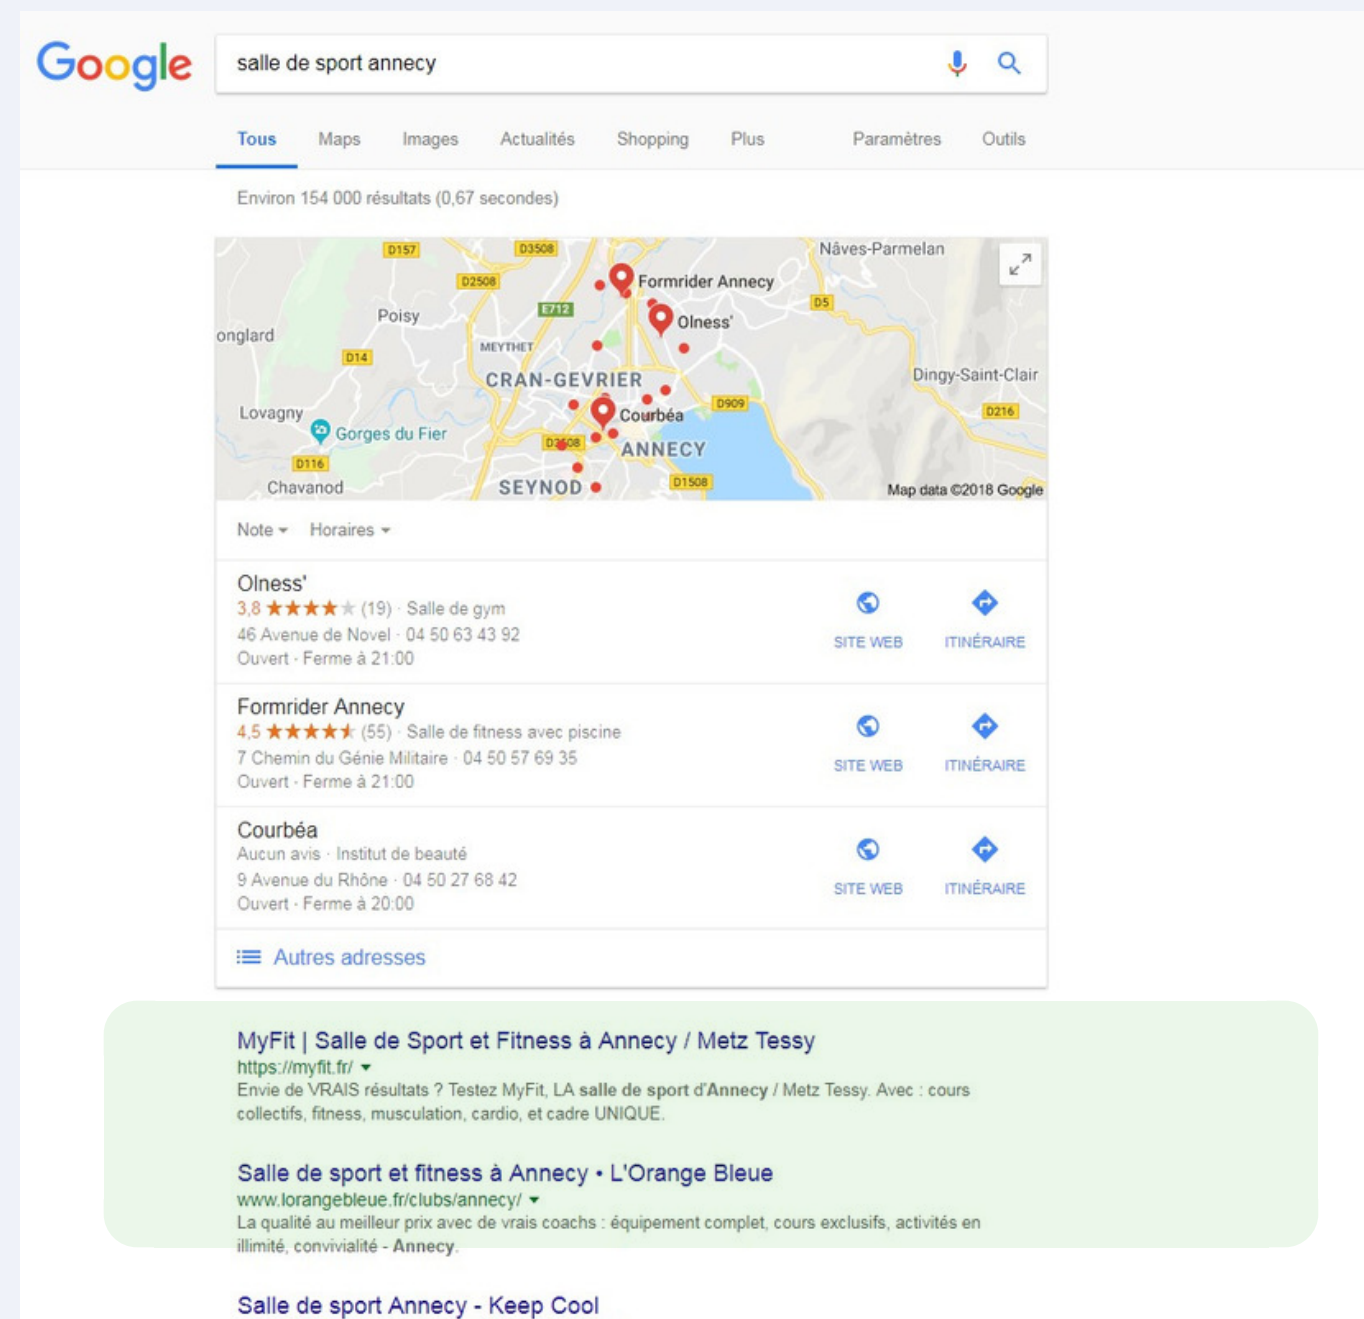 Google
salle de sport annecy
Tous Maps Images Actualités Shopping Plus Paramètres Outils
Environ 154 000 résultats (0,67 secondes)
D157
D3508
Nâves-Parmelan
D2508
Formrider Annecy
E712
D5
Poisy
Olness'
onglard
MEYTHET
D14
CRAN-GEVRIER
Dingy-Saint-Clair
D909
D216
Lovagny
Courbéa
Gorges du Fier
D2508
ANNECY
D116
Chavanod
SEYNOD
D1508
Map data ©2018 Google
Note Horaires
Olness'
3,8 (19) · Salle de gym
46 Avenue de Novel · 04 50 63 43 92
Ouvert · Ferme à 21:00
SITE WEB ITINÉRAIRE
Formrider Annecy
4,5 (55) · Salle de fitness avec piscine
7 Chemin du Génie Militaire · 04 50 57 69 35
Ouvert · Ferme à 21:00
SITE WEB ITINÉRAIRE
Courbéa
Aucun avis · Institut de beauté
9 Avenue du Rhône · 04 50 27 68 42
Ouvert · Ferme à 20:00
SITE WEB ITINÉRAIRE
Autres adresses
MyFit | Salle de Sport et Fitness à Annecy / Metz Tessy
https://myfit.fr/
Envie de VRAIS résultats ? Testez MyFit, LA salle de sport d'Annecy / Metz Tessy. Avec : cours
collectifs, fitness, musculation, cardio, et cadre UNIQUE.
Salle de sport et fitness à Annecy • L'Orange Bleue
www.lorangebleue.fr/clubs/annecy/
La qualité au meilleur prix avec de vrais coachs : équipement complet, cours exclusifs, activités en
illimité, convivialité - Annecy.
Salle de sport Annecy - Keep Cool